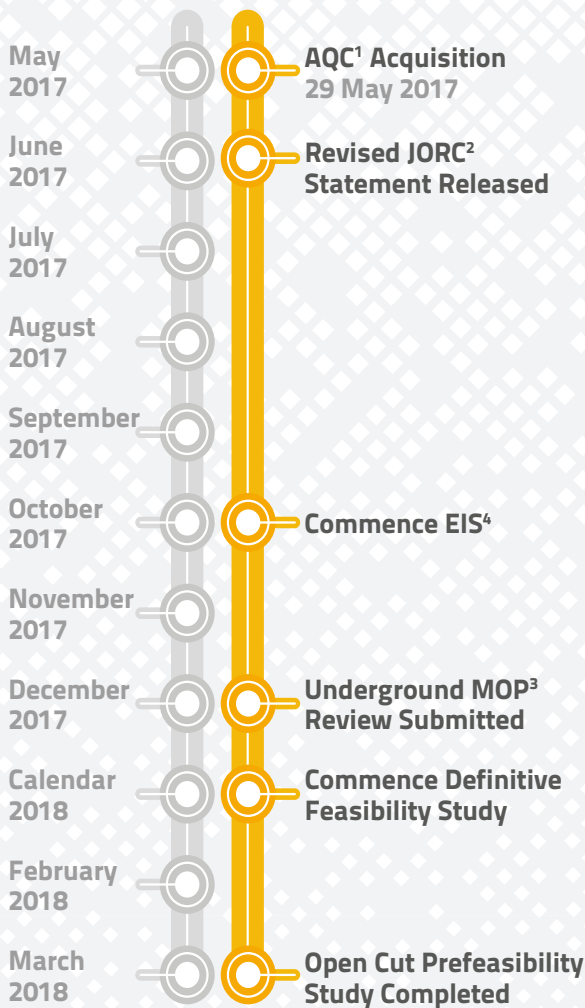 May
2017
AQC¹ Acquisition
29 May 2017
June
2017
Revised JORC²
Statement Released
July
2017
August
2017
September
2017
October
2017
Commence EIS⁴
November
2017
December
2017
Underground MOP³
Review Submitted
Calendar
2018
Commence Definitive
Feasibility Study
February
2018
March
2018
Open Cut Prefeasibility
Study Completed